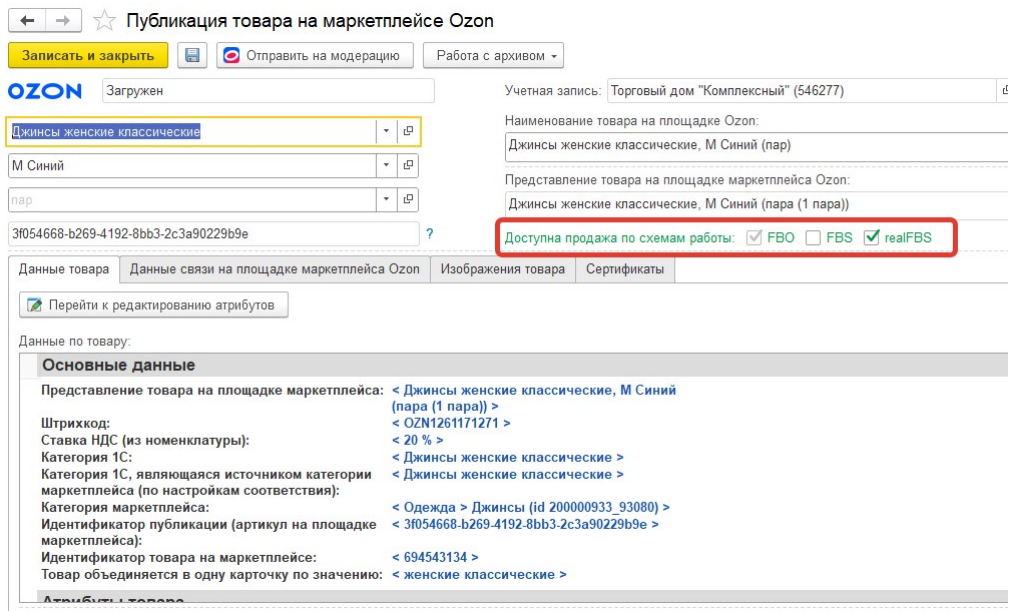 Публикация товара на маркетплейсе Ozon
Записать и закрыть
Отправить на модерацию
Работа с архивом
OZON
Загружен
Учетная запись: Торговый дом "Комплексный" (546277)
Джинсы женские классические
Наименование товара на площадке Ozon:
Джинсы женские классические, М Синий (пар)
М Синий
Представление товара на площадке маркетплейса Ozon:
пар
Джинсы женские классические, М Синий (пара (1 пара))
3f054668-b269-4192-8bb3-2c3a90229b9e ?
Доступна продажа по схемам работы: FBO FBS realFBS
Данные товара Данные связи на площадке маркетплейса Ozon Изображения товара Сертификаты
Перейти к редактированию атрибутов
Данные по товару:
Основные данные
Представление товара на площадке маркетплейса: < Джинсы женские классические, М Синий
(пара (1 пара)) >
Штрихкод: < OZN1261171271 >
Ставка НДС (из номенклатуры): < 20 % >
Категория 1С: < Джинсы женские классические >
Категория 1С, являющаяся источником категории < Джинсы женские классические >
маркетплейса (по настройкам соответствия):
Категория маркетплейса: < Одежда > Джинсы (id 200000933_93080) >
Идентификатор публикации (артикул на площадке < 3f054668-b269-4192-8bb3-2c3a90229b9e >
маркетплейса):
Идентификатор товара на маркетплейсе: < 694543134 >
Товар объединяется в одну карточку по значению: < женские классические >
Атрибуты товара